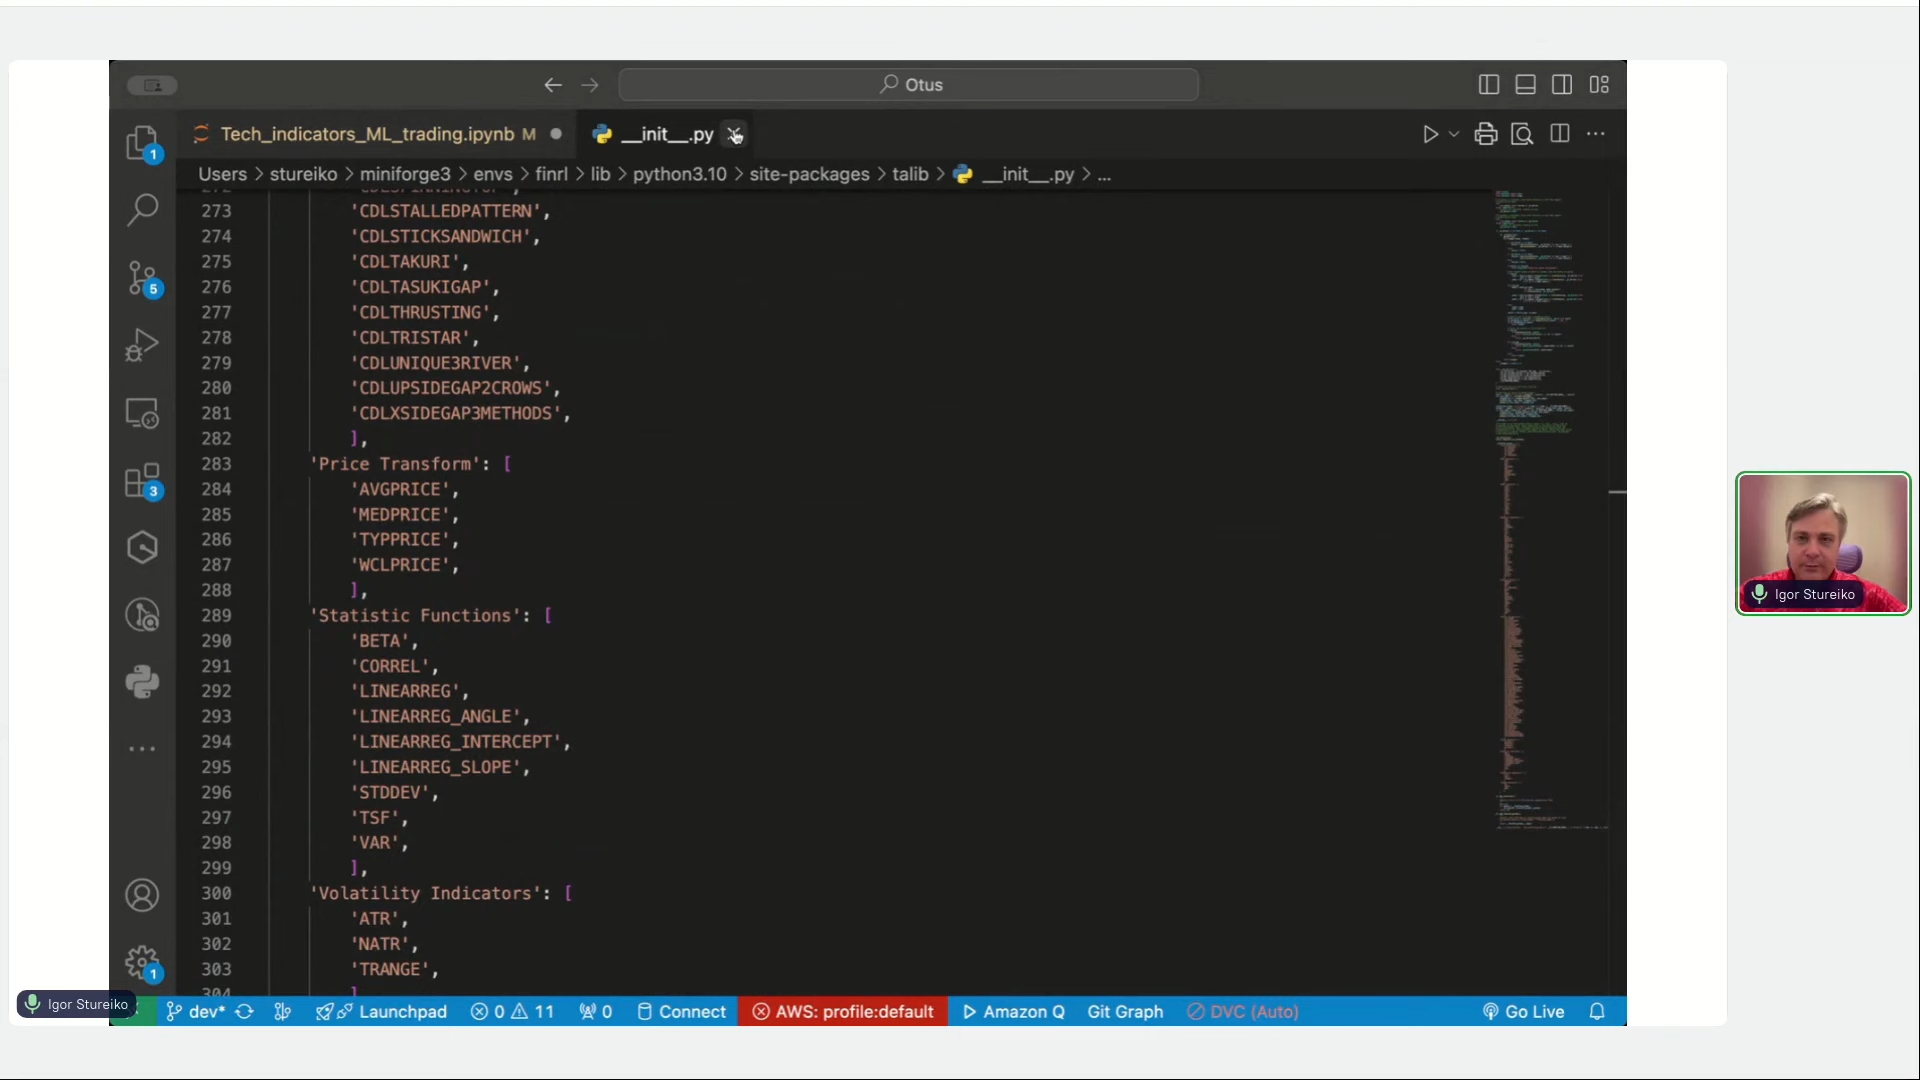 Otus
Tech_indicators_ML_trading.ipynb M
__init__.py
Users > stureiko > miniforge3 > envs > finrl > lib > python3.10 > site-packages > talib > __init__.py > ...
273 'CDLSTALLEDPATTERN',
274 'CDLSTICKSANDWICH',
275 'CDLTAKURI',
276 'CDLTASUKIGAP',
277 'CDLTHRUSTING',
278 'CDLTRISTAR',
279 'CDLUNIQUE3RIVER',
280 'CDLUPSIDEGAP2CROWS',
281 'CDLXSIDEGAP3METHODS',
282 ],
283 'Price Transform': [
284 'AVGPRICE',
285 'MEDPRICE',
286 'TYPPRICE',
287 'WCLPRICE',
288 ],
289 'Statistic Functions': [
290 'BETA',
291 'CORREL',
292 'LINEARREG',
293 'LINEARREG_ANGLE',
294 'LINEARREG_INTERCEPT',
295 'LINEARREG_SLOPE',
296 'STDDEV',
297 'TSF',
298 'VAR',
299 ],
300 'Volatility Indicators': [
301 'ATR',
302 'NATR',
303 'TRANGE',
304 ]
1
5
3
1
Igor Stureiko
dev* Launchpad 0 11 0 Connect AWS: profile:default Amazon Q Git Graph DVC (Auto) Go Live
Igor Stureiko